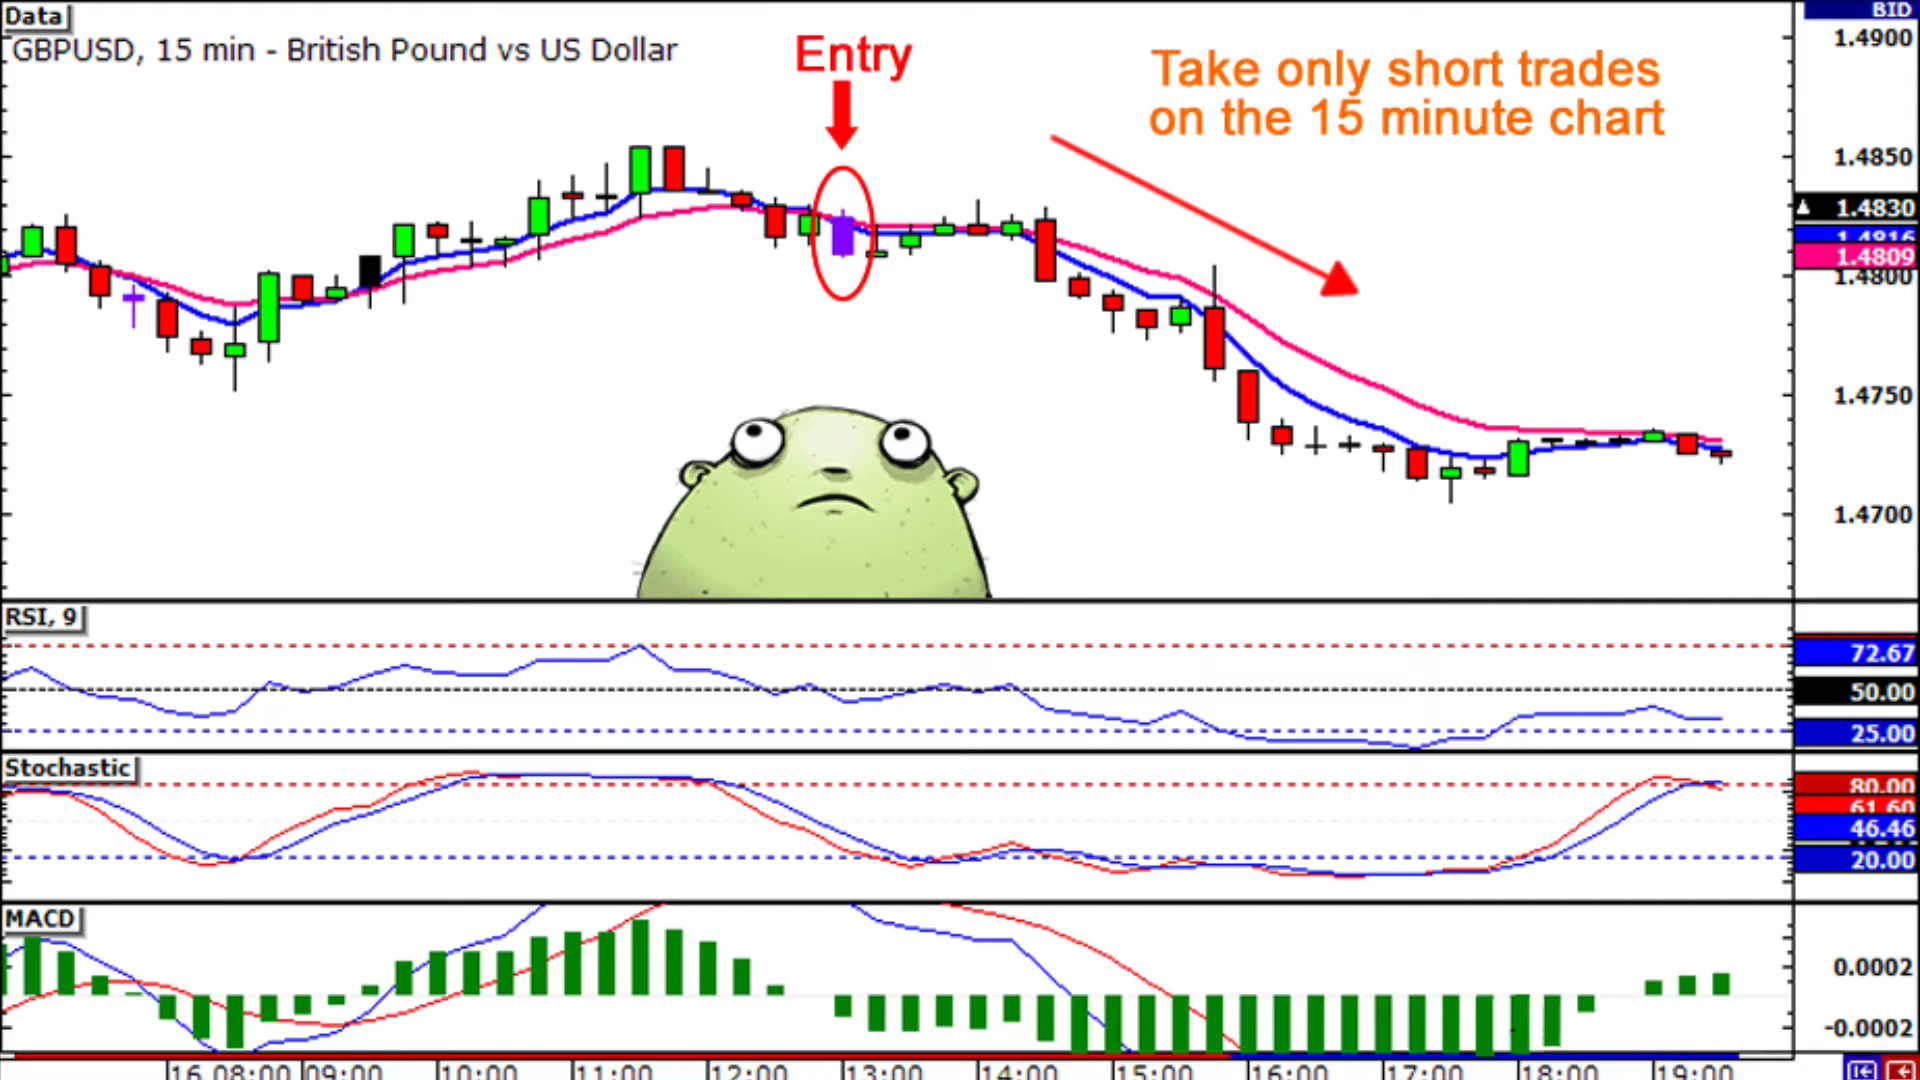 Data
BID
GBPUSD, 15 min - British Pound vs US Dollar
Entry
Take only short trades
on the 15 minute chart
1.4900
1.4850
1.4830
1.4816
1.4809
1.4800
1.4750
1.4700
RSI, 9
72.67
50.00
25.00
Stochastic
80.00
61.60
46.46
20.00
MACD
0.0002
-0.0002
16 08:00 09:00 10:00 11:00 12:00 13:00 14:00 15:00 16:00 17:00 18:00 19:00